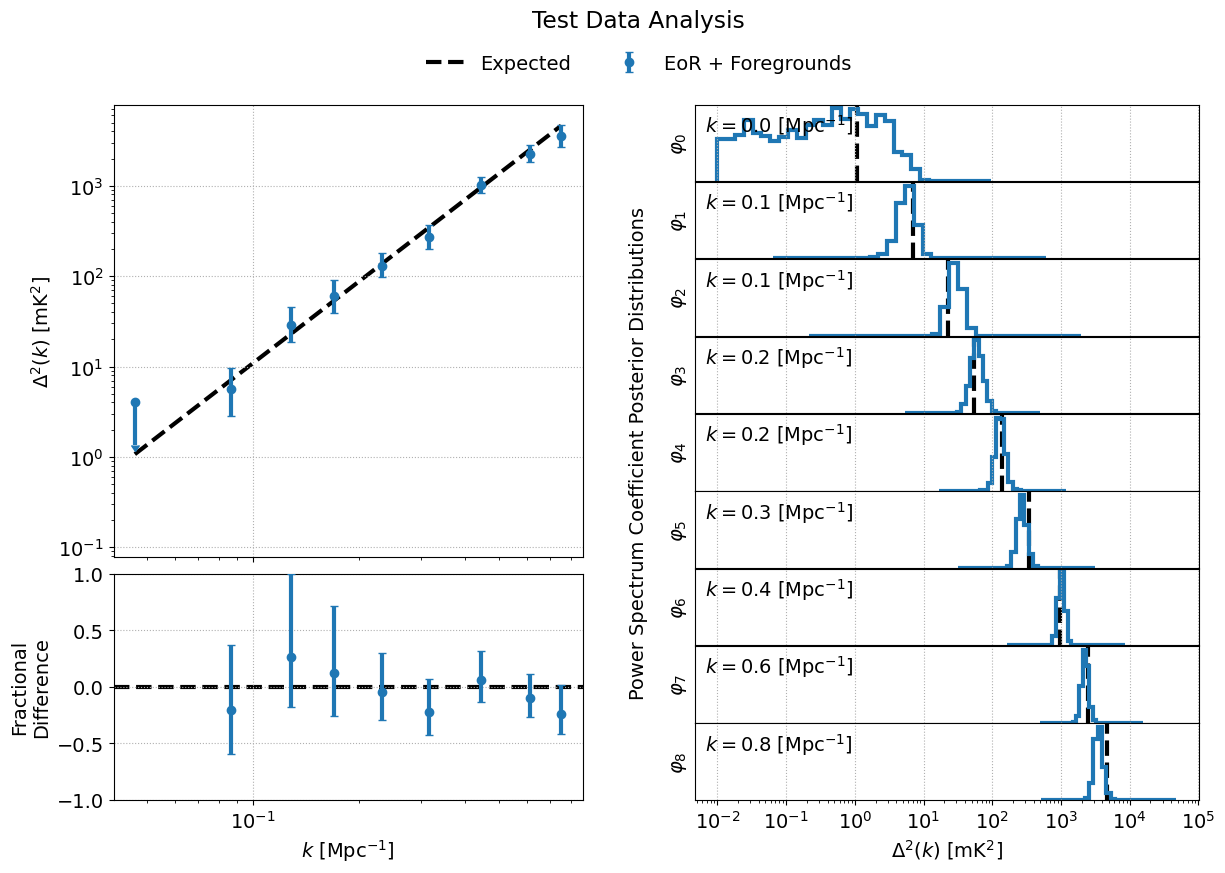 Test Data Analysis
Expected
EoR + Foregrounds
Δ²(k) [mK²]
10³
10²
10¹
10⁰
10⁻¹
Fractional
Difference
1.0
0.5
0.0
−0.5
−1.0
10⁻¹
k [Mpc⁻¹]
Power Spectrum Coefficient Posterior Distributions
φ₀
k = 0.0 [Mpc⁻¹]
φ₁
k = 0.1 [Mpc⁻¹]
φ₂
k = 0.1 [Mpc⁻¹]
φ₃
k = 0.2 [Mpc⁻¹]
φ₄
k = 0.2 [Mpc⁻¹]
φ₅
k = 0.3 [Mpc⁻¹]
φ₆
k = 0.4 [Mpc⁻¹]
φ₇
k = 0.6 [Mpc⁻¹]
φ₈
k = 0.8 [Mpc⁻¹]
10⁻² 10⁻¹ 10⁰ 10¹ 10² 10³ 10⁴ 10⁵
Δ²(k) [mK²]